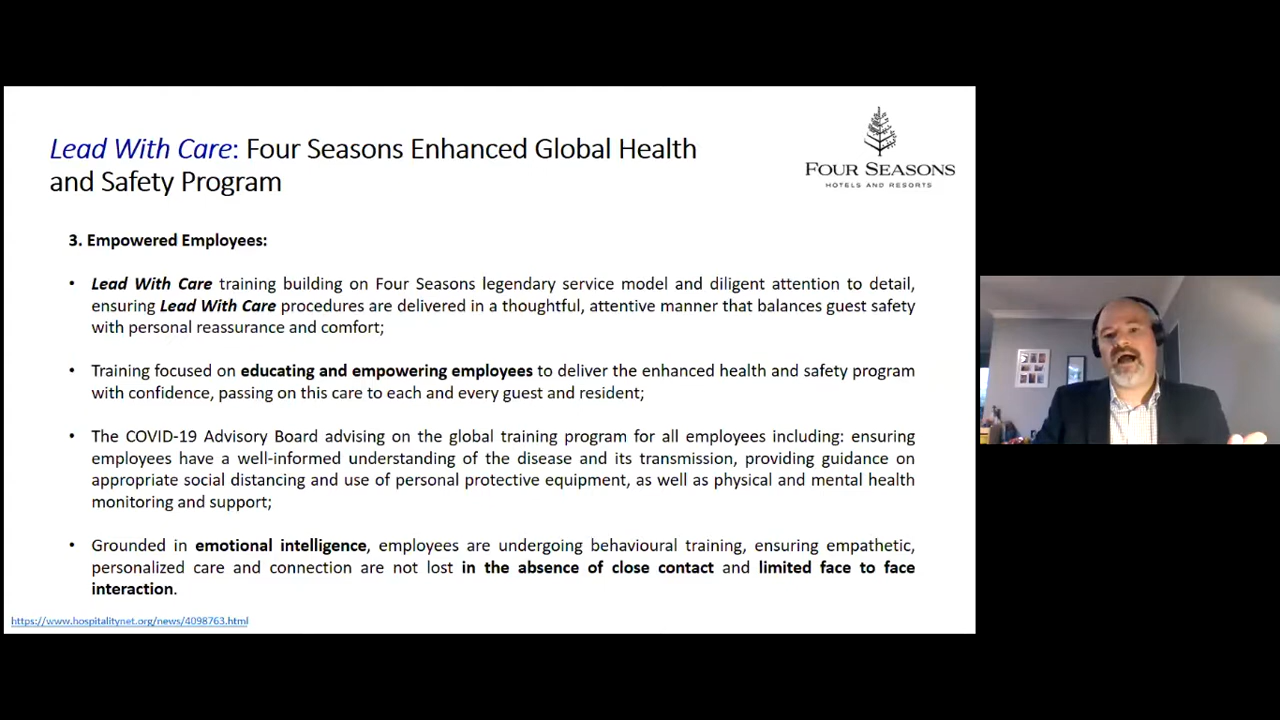 Lead With Care: Four Seasons Enhanced Global Health
and Safety Program
FOUR SEASONS
HOTELS AND RESORTS
3. Empowered Employees:
• Lead With Care training building on Four Seasons legendary service model and diligent attention to detail,
ensuring Lead With Care procedures are delivered in a thoughtful, attentive manner that balances guest safety
with personal reassurance and comfort;
• Training focused on educating and empowering employees to deliver the enhanced health and safety program
with confidence, passing on this care to each and every guest and resident;
• The COVID-19 Advisory Board advising on the global training program for all employees including: ensuring
employees have a well-informed understanding of the disease and its transmission, providing guidance on
appropriate social distancing and use of personal protective equipment, as well as physical and mental health
monitoring and support;
• Grounded in emotional intelligence, employees are undergoing behavioural training, ensuring empathetic,
personalized care and connection are not lost in the absence of close contact and limited face to face
interaction.
https://www.hospitalitynet.org/news/4098763.html